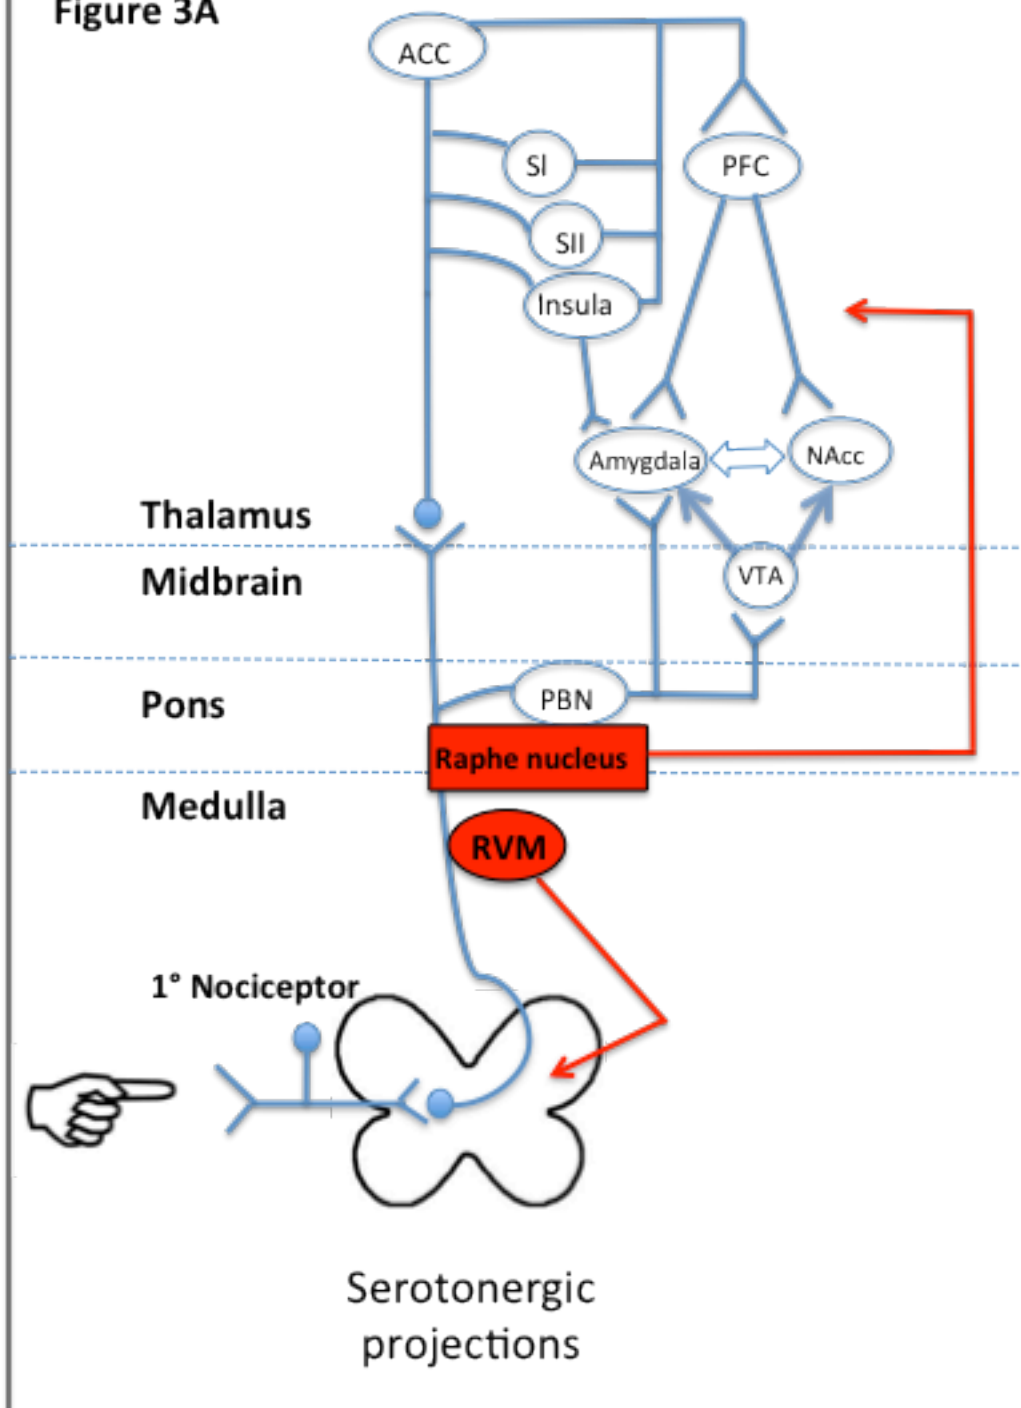 Figure 3A
ACC
SI
PFC
SII
Insula
Amygdala
NAcc
Thalamus
Midbrain
VTA
Pons
PBN
Raphe nucleus
Medulla
RVM
1° Nociceptor
Serotonergic
projections